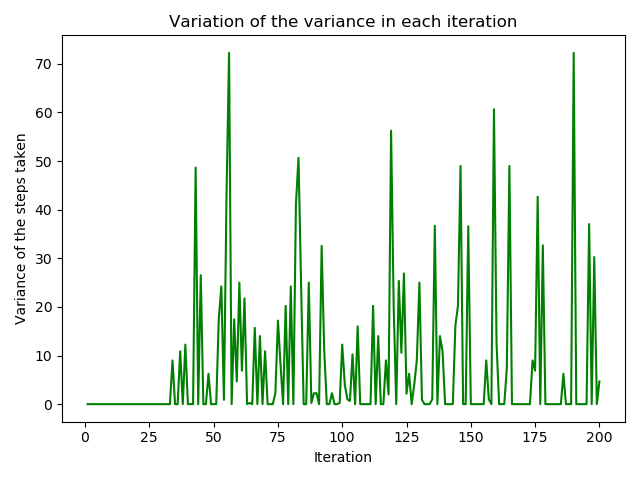 Variation of the variance in each iteration
70
60
50
40
30
20
10
0
Variance of the steps taken
0 25 50 75 100 125 150 175 200
Iteration